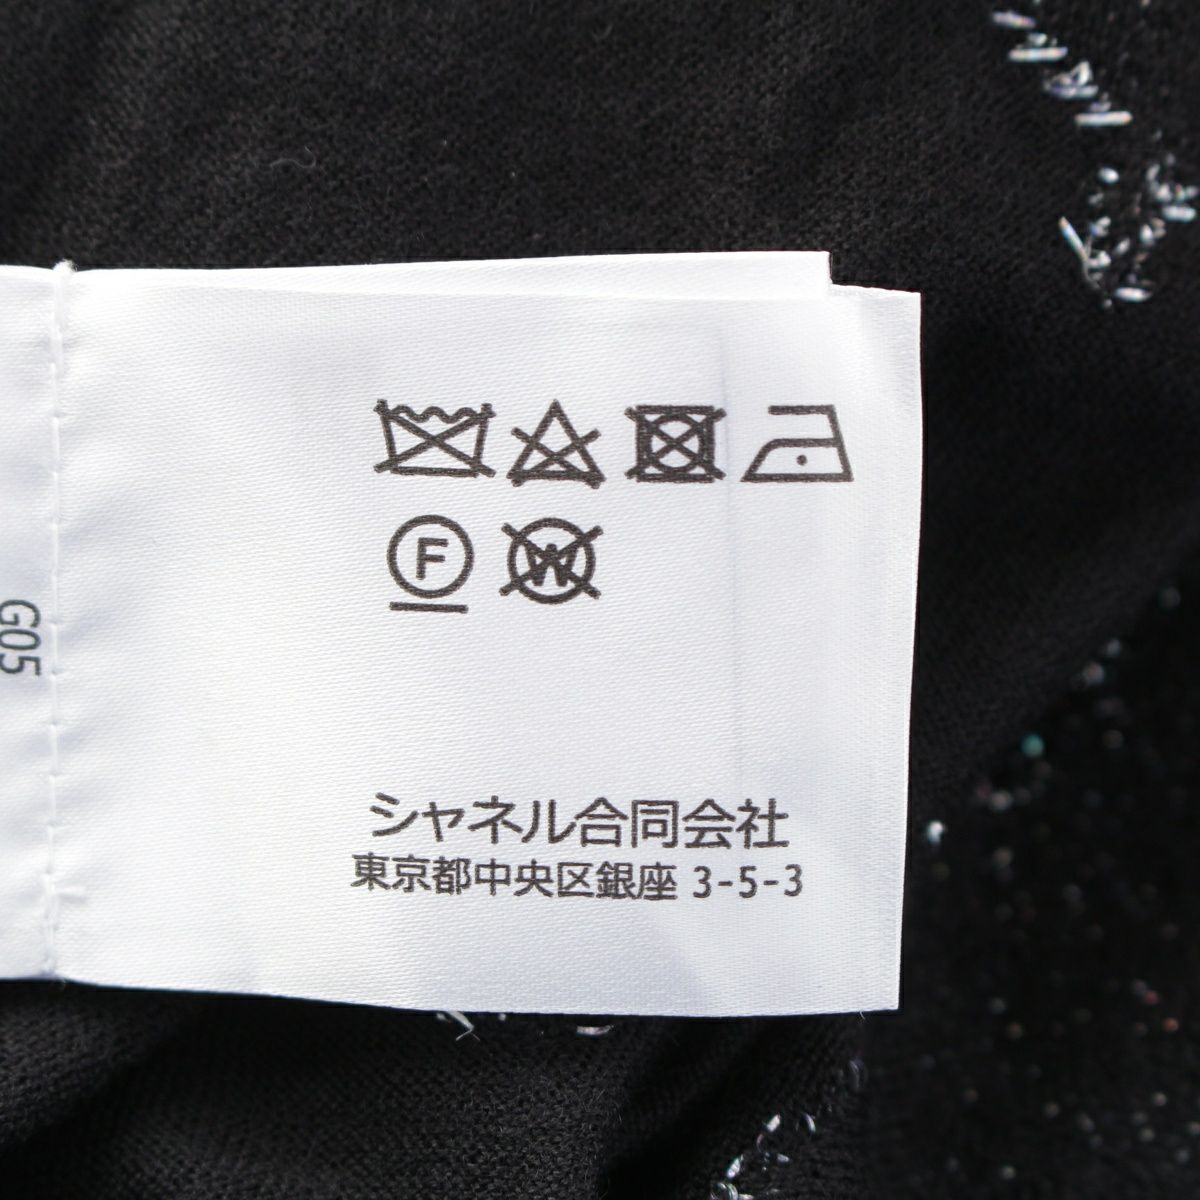 F W
シャネル合同会社
東京都中央区銀座 3-5-3
G05